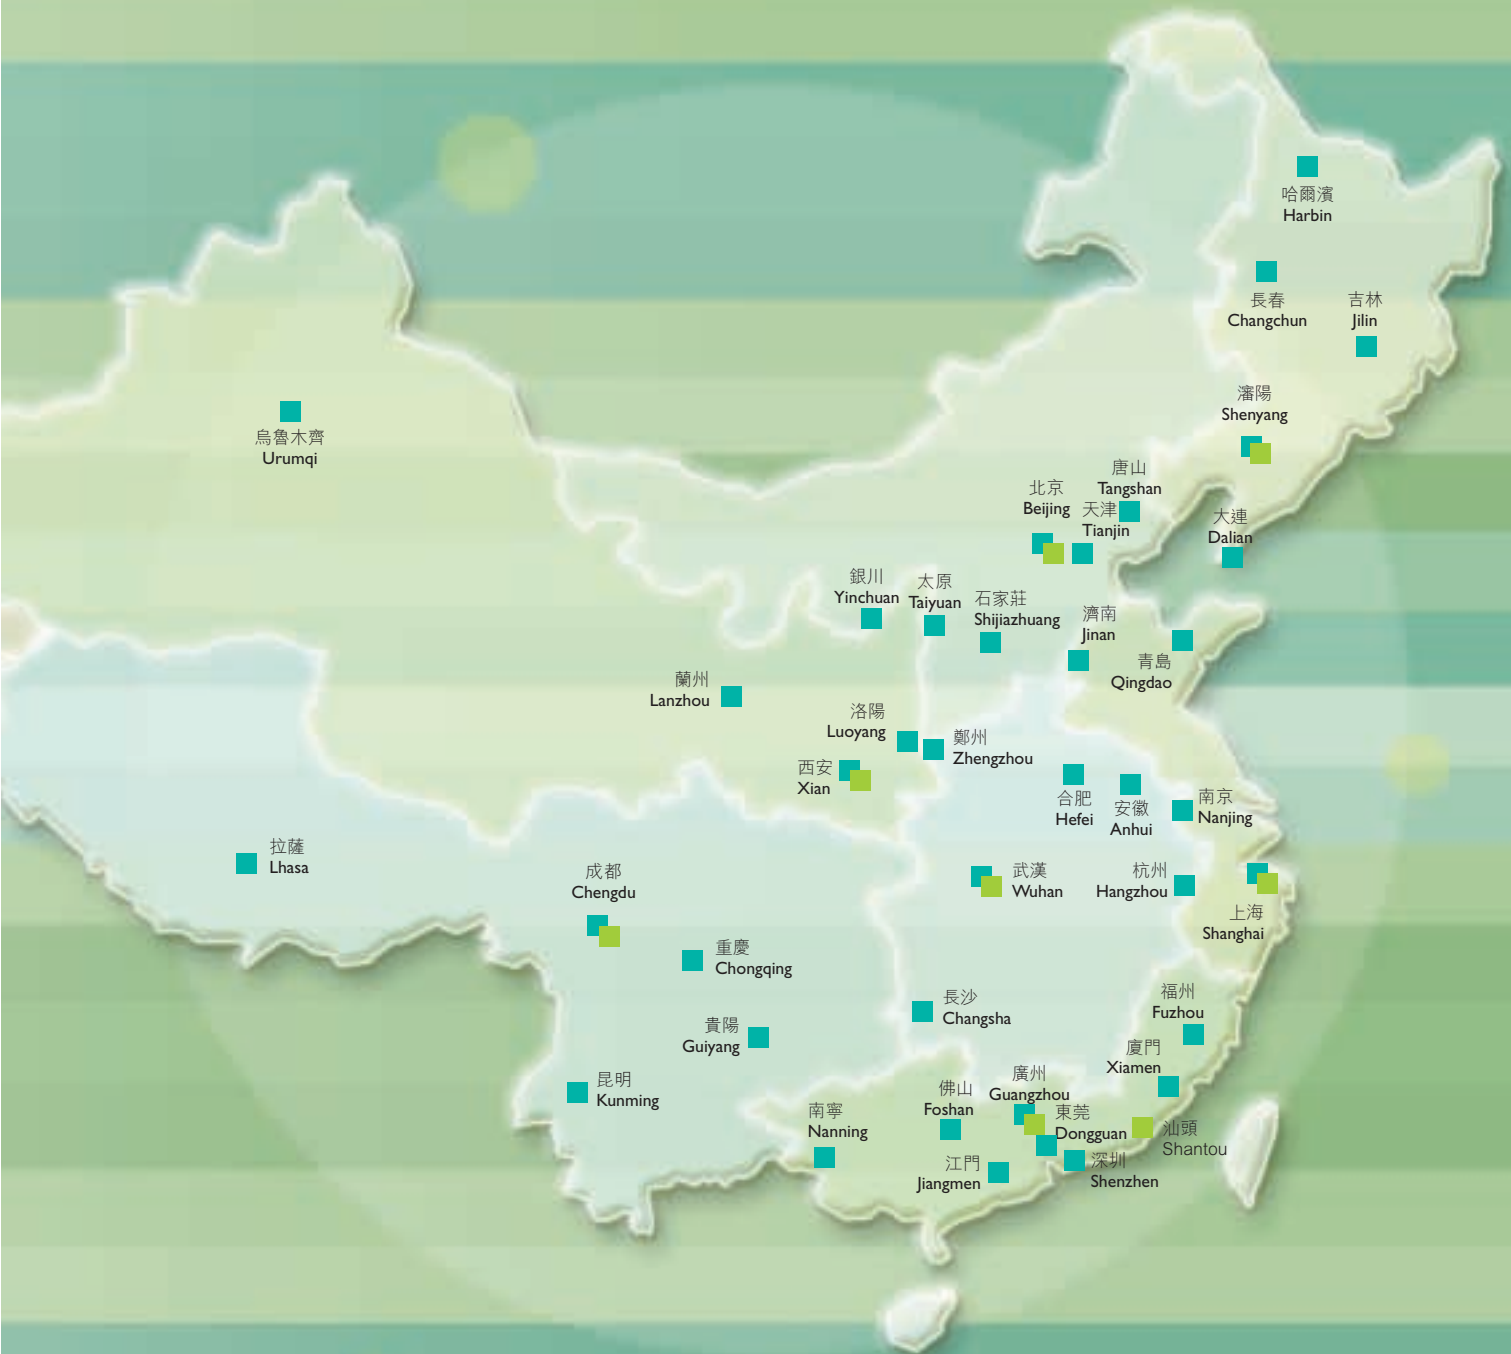 哈爾濱
Harbin
長春
Changchun
吉林
Jilin
瀋陽
Shenyang
烏魯木齊
Urumqi
唐山
Tangshan
北京
Beijing
天津
Tianjin
大連
Dalian
銀川
Yinchuan
太原
Taiyuan
石家莊
Shijiazhuang
濟南
Jinan
青島
Qingdao
蘭州
Lanzhou
洛陽
Luoyang
鄭州
Zhengzhou
西安
Xian
合肥
Hefei
安徽
Anhui
南京
Nanjing
拉薩
Lhasa
成都
Chengdu
武漢
Wuhan
杭州
Hangzhou
上海
Shanghai
重慶
Chongqing
長沙
Changsha
福州
Fuzhou
貴陽
Guiyang
廈門
Xiamen
昆明
Kunming
廣州
Guangzhou
佛山
Foshan
南寧
Nanning
東莞
Dongguan
汕頭
Shantou
江門
Jiangmen
深圳
Shenzhen